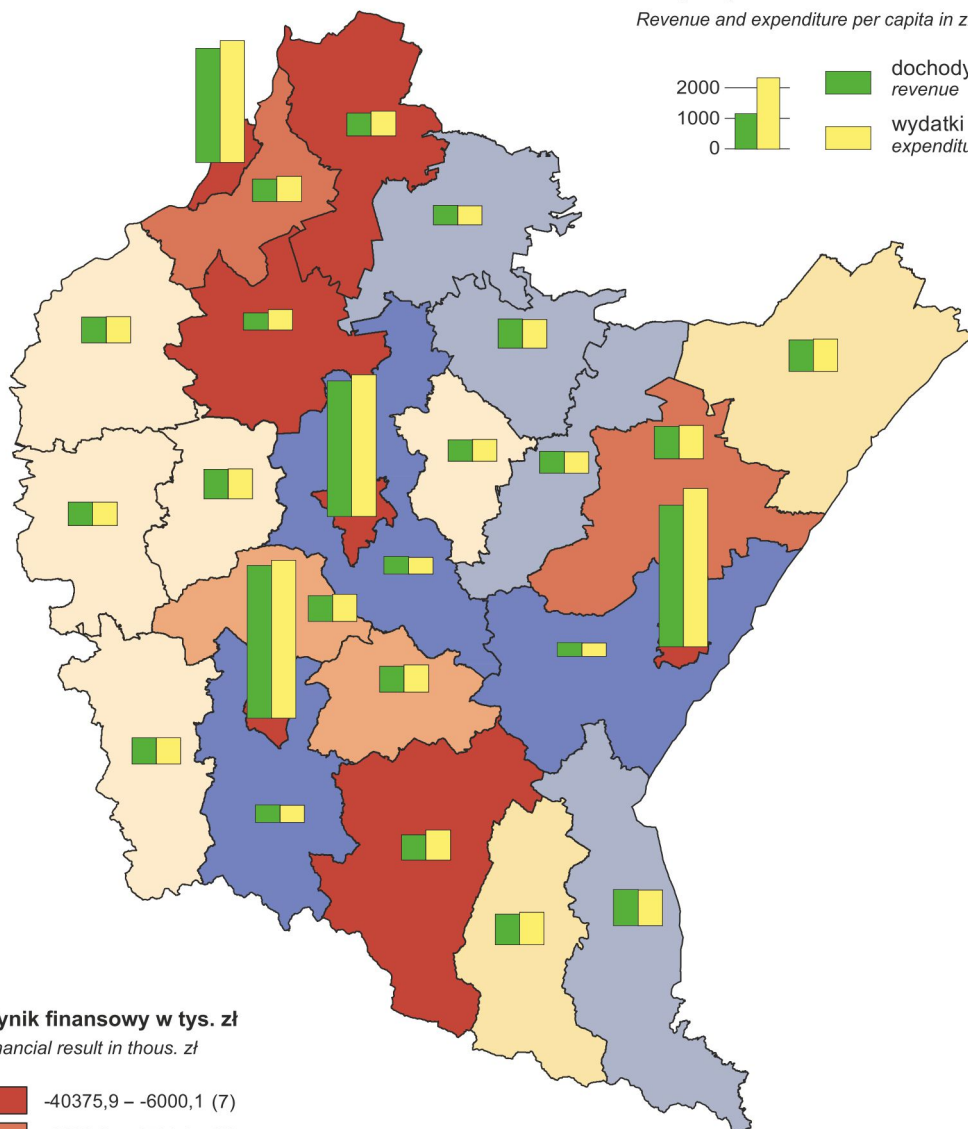 Revenue and expenditure per capita in z
2000
1000
0
dochody
revenue
wydatki
expenditu
ynik finansowy w tys. zł
nancial result in thous. zł
-40375,9 – -6000,1 (7)